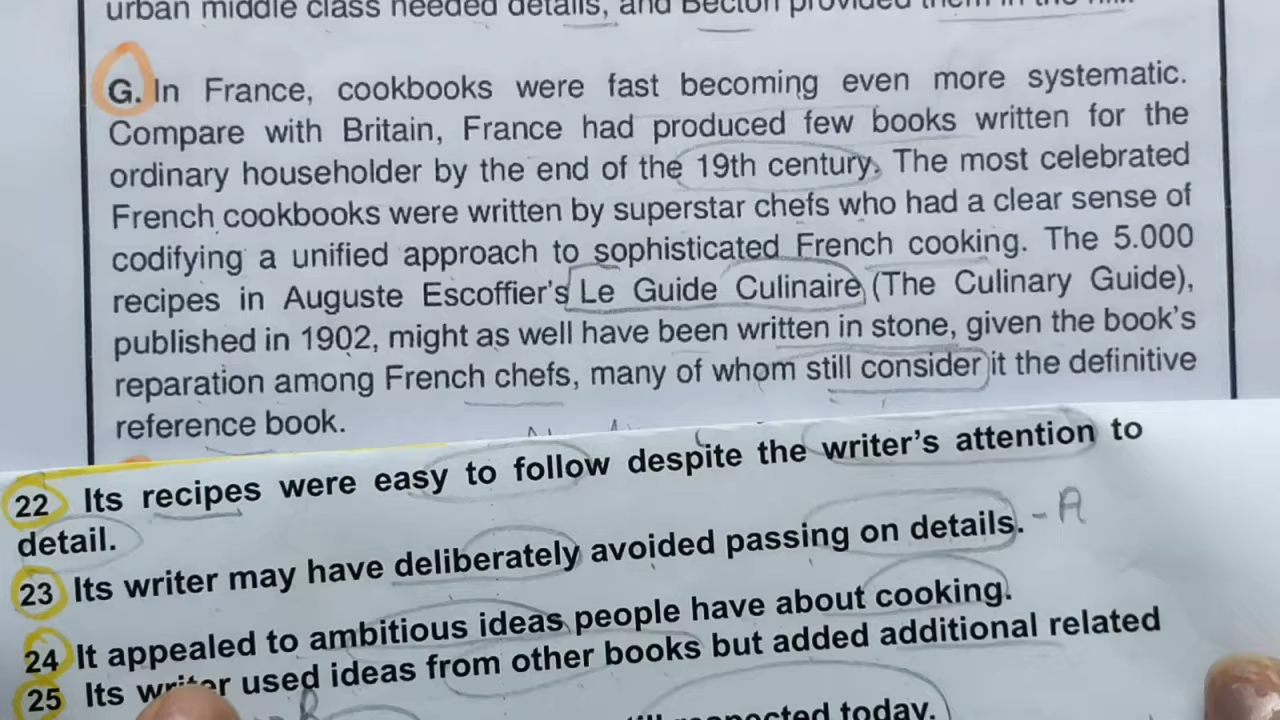 urban middle class needed details, and Becton provided them in the
G. In France, cookbooks were fast becoming even more systematic.
Compare with Britain, France had produced few books written for the
ordinary householder by the end of the 19th century. The most celebrated
French cookbooks were written by superstar chefs who had a clear sense of
codifying a unified approach to sophisticated French cooking. The 5.000
recipes in Auguste Escoffier's Le Guide Culinaire (The Culinary Guide),
published in 1902, might as well have been written in stone, given the book's
reparation among French chefs, many of whom still consider it the definitive
reference book.
22 Its recipes were easy to follow despite the writer's attention to
detail.
23 Its writer may have deliberately avoided passing on details. - A
24 It appealed to ambitious ideas people have about cooking.
25 Its writer used ideas from other books but added additional related
B
today.